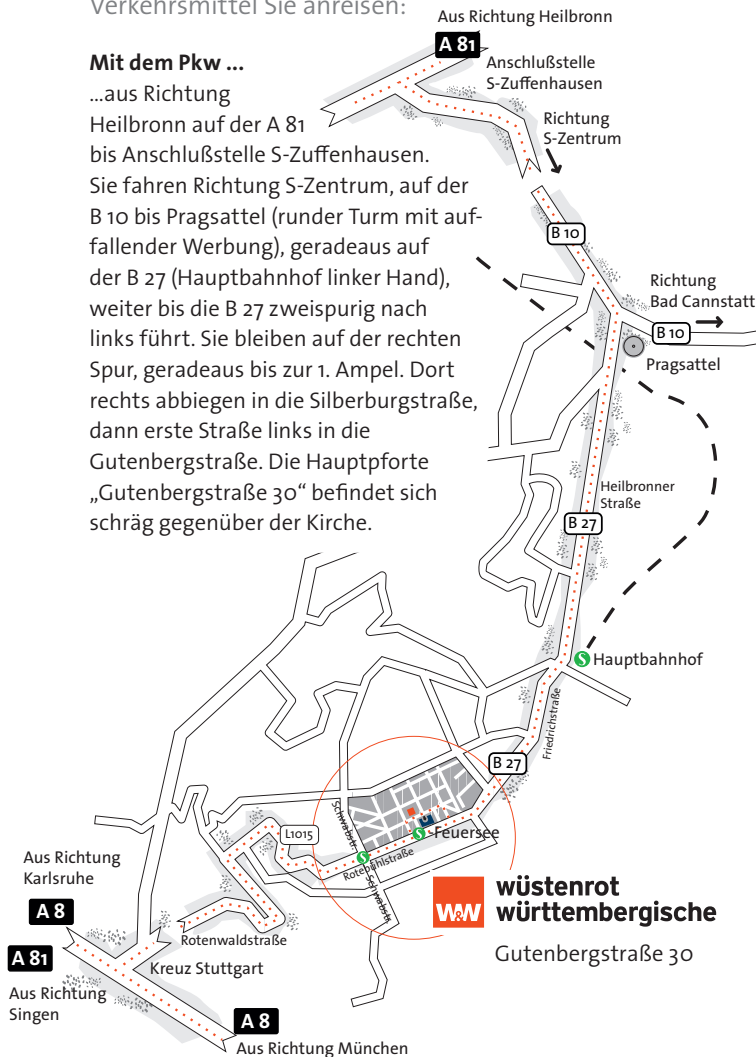 Verkehrsmittel Sie anreisen:
Mit dem Pkw ...
...aus Richtung
Heilbronn auf der A 81
bis Anschlußstelle S-Zuffenhausen.
Sie fahren Richtung S-Zentrum, auf der
B 10 bis Pragsattel (runder Turm mit auf-
fallender Werbung), geradeaus auf
der B 27 (Hauptbahnhof linker Hand),
weiter bis die B 27 zweispurig nach
links führt. Sie bleiben auf der rechten
Spur, geradeaus bis zur 1. Ampel. Dort
rechts abbiegen in die Silberburgstraße,
dann erste Straße links in die
Gutenbergstraße. Die Hauptpforte
„Gutenbergstraße 30“ befindet sich
schräg gegenüber der Kirche.
Aus Richtung Heilbronn
A 81
Anschlußstelle
S-Zuffenhausen
Richtung
S-Zentrum
B 10
Richtung
Bad Cannstatt
B 10
Pragsattel
Heilbronner
Straße
B 27
S Hauptbahnhof
Friedrichstraße
B 27
Schwabstr.
L1015
S Feuersee
S
Rotebühlstraße
Schwabstr.
Aus Richtung
Karlsruhe
A 8
Rotenwaldstraße
A 81
Kreuz Stuttgart
Aus Richtung
Singen
A 8
Aus Richtung München
W&W
wüstenrot
württembergische
Gutenbergstraße 30